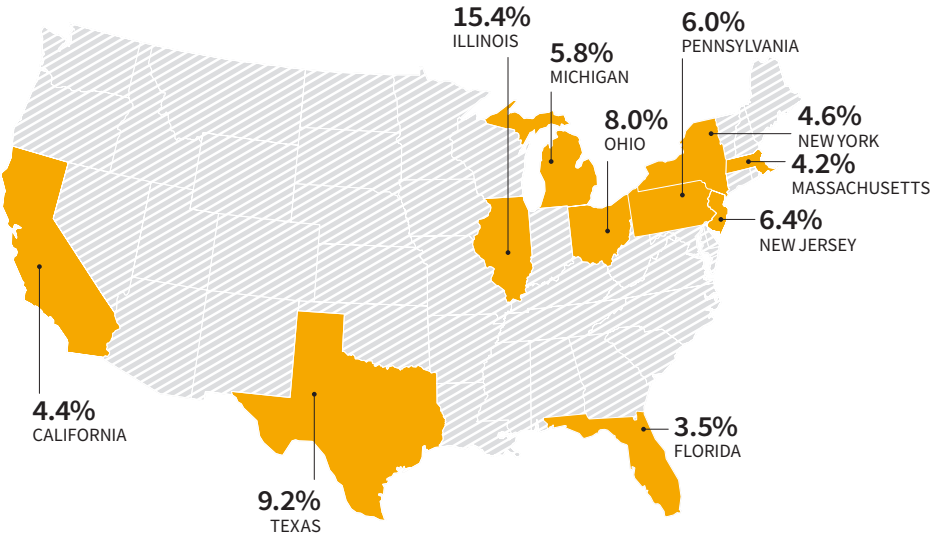 15.4%
ILLINOIS
6.0%
PENNSYLVANIA
5.8%
MICHIGAN
8.0%
OHIO
4.6%
NEW YORK
4.2%
MASSACHUSETTS
6.4%
NEW JERSEY
4.4%
CALIFORNIA
3.5%
FLORIDA
9.2%
TEXAS